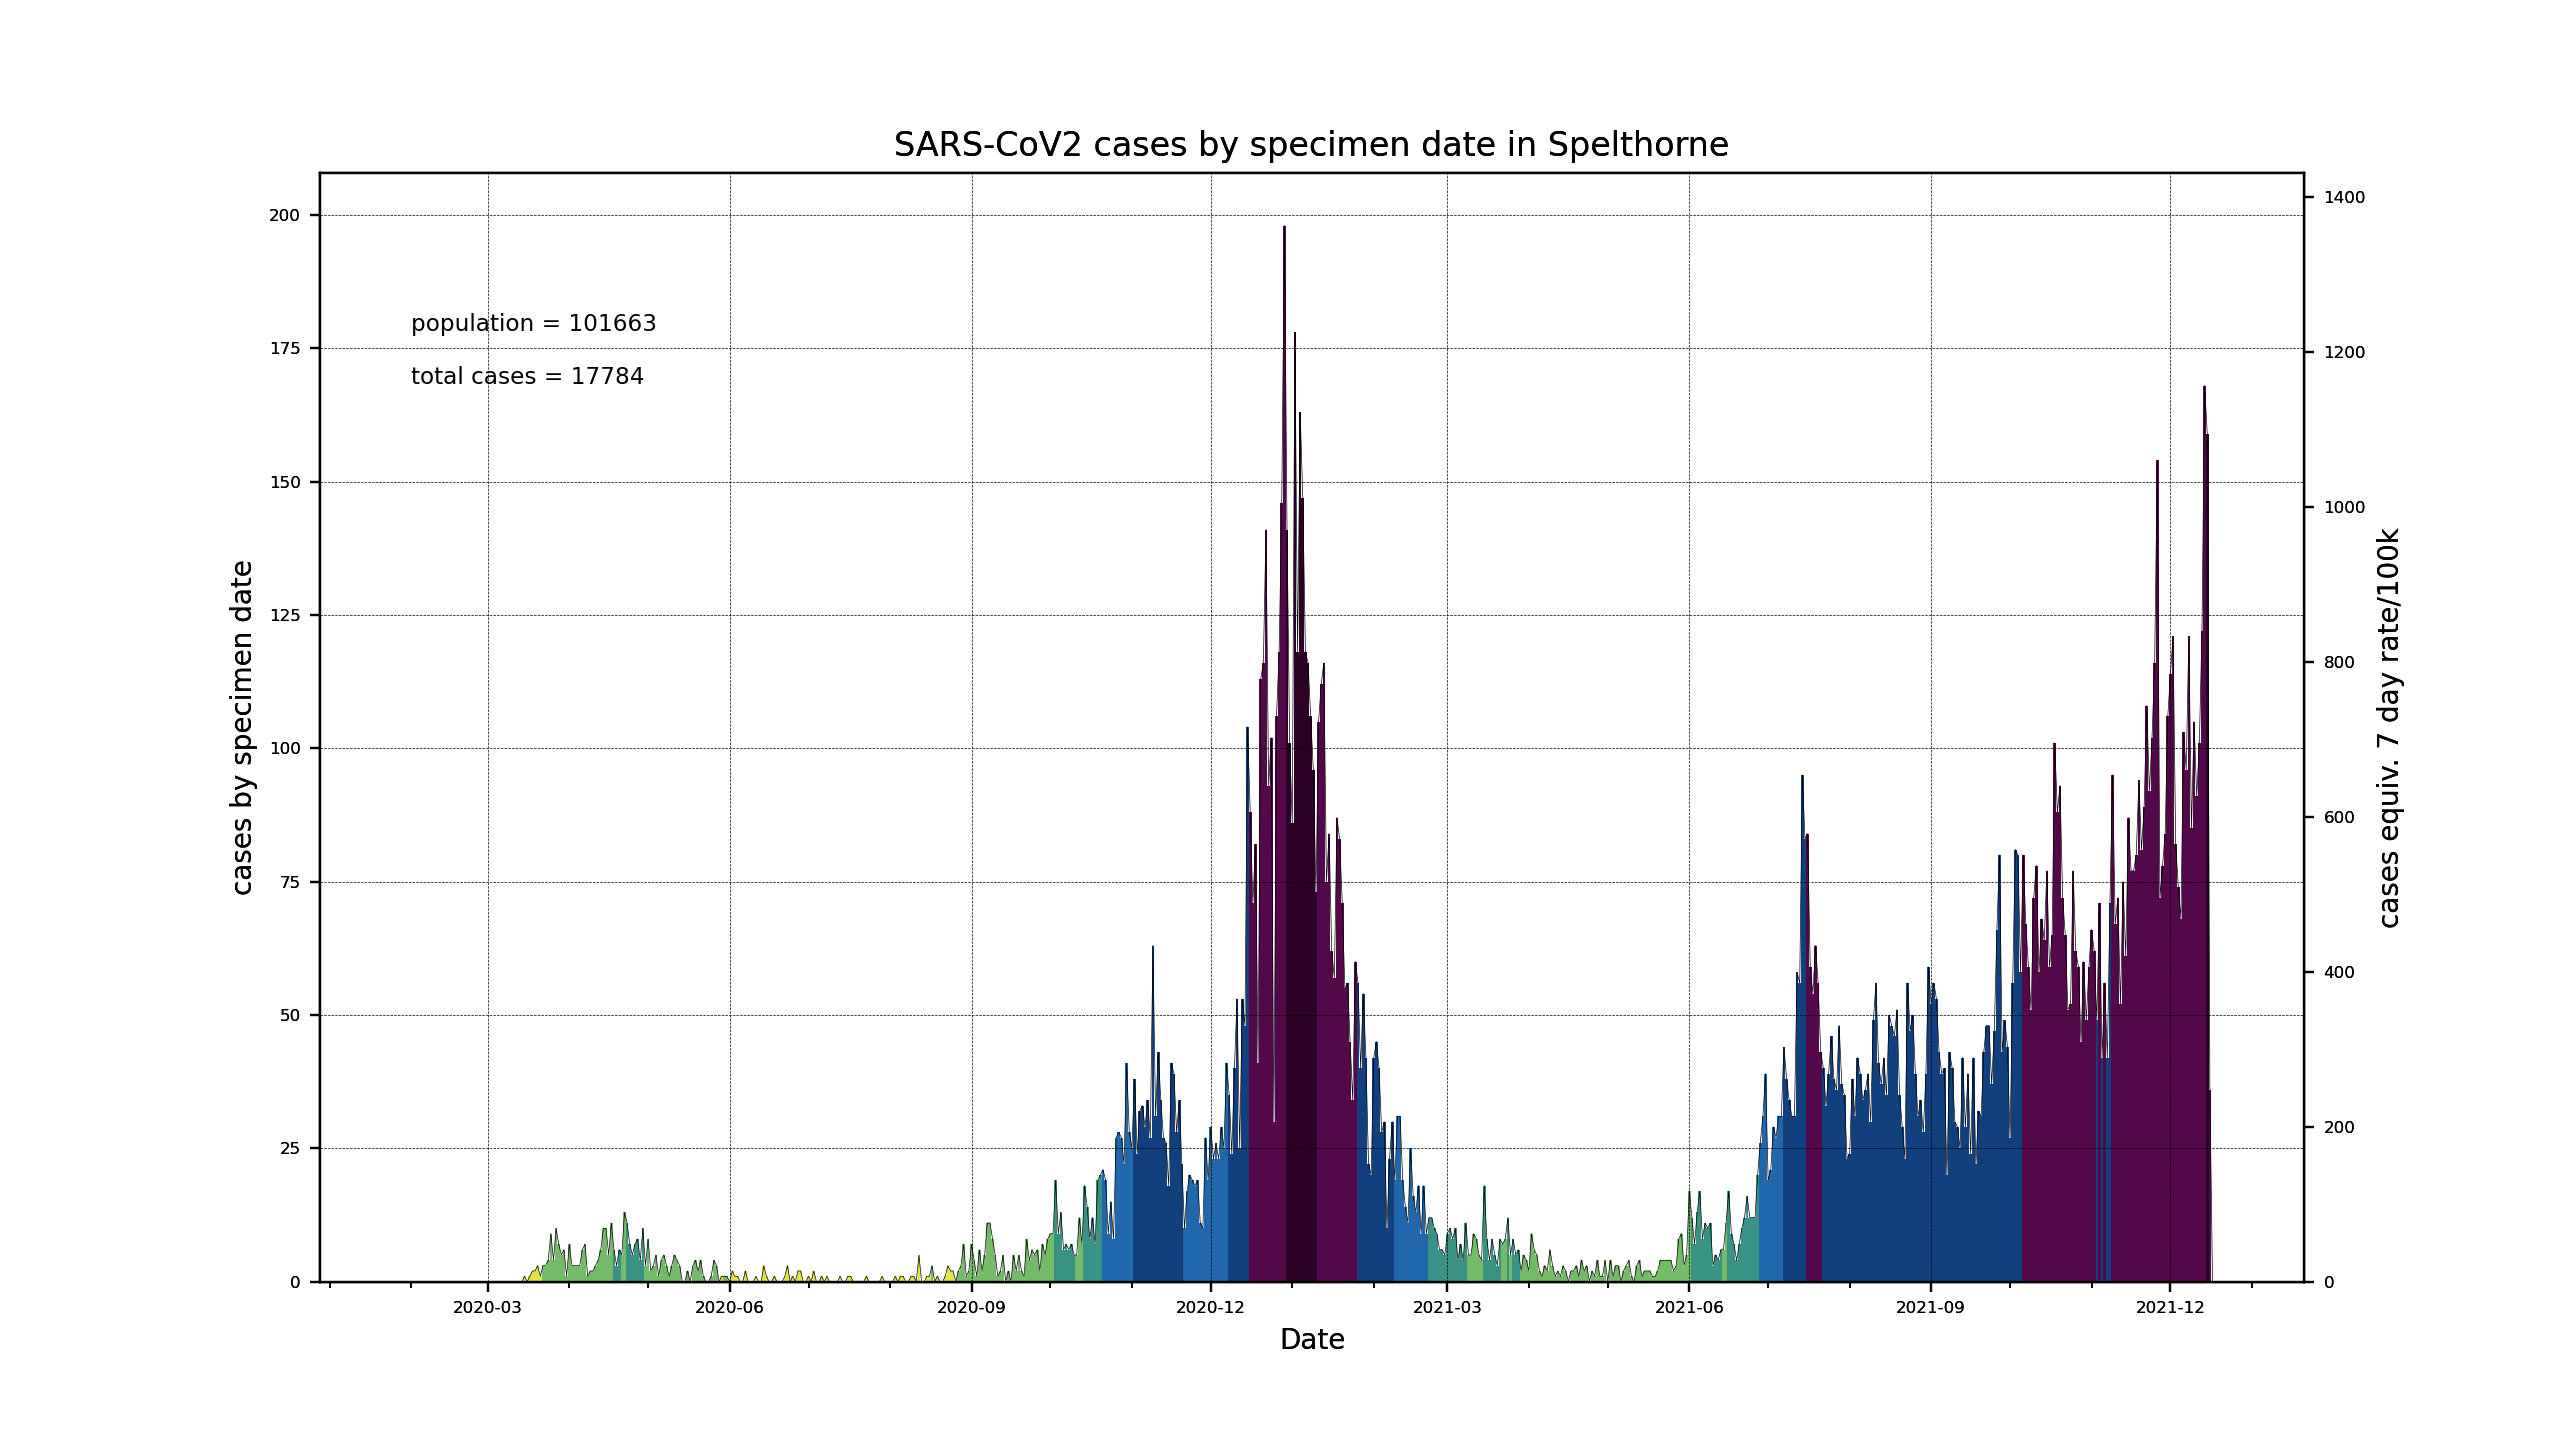 SARS-CoV2 cases by specimen date in Spelthorne
population = 101663
total cases = 17784
cases by specimen date
200
175
150
125
100
75
50
25
0
1400
1200
1000
800
600
400
200
0
cases equiv. 7 day rate/100k
2020-03 2020-06 2020-09 2020-12 2021-03 2021-06 2021-09 2021-12
Date